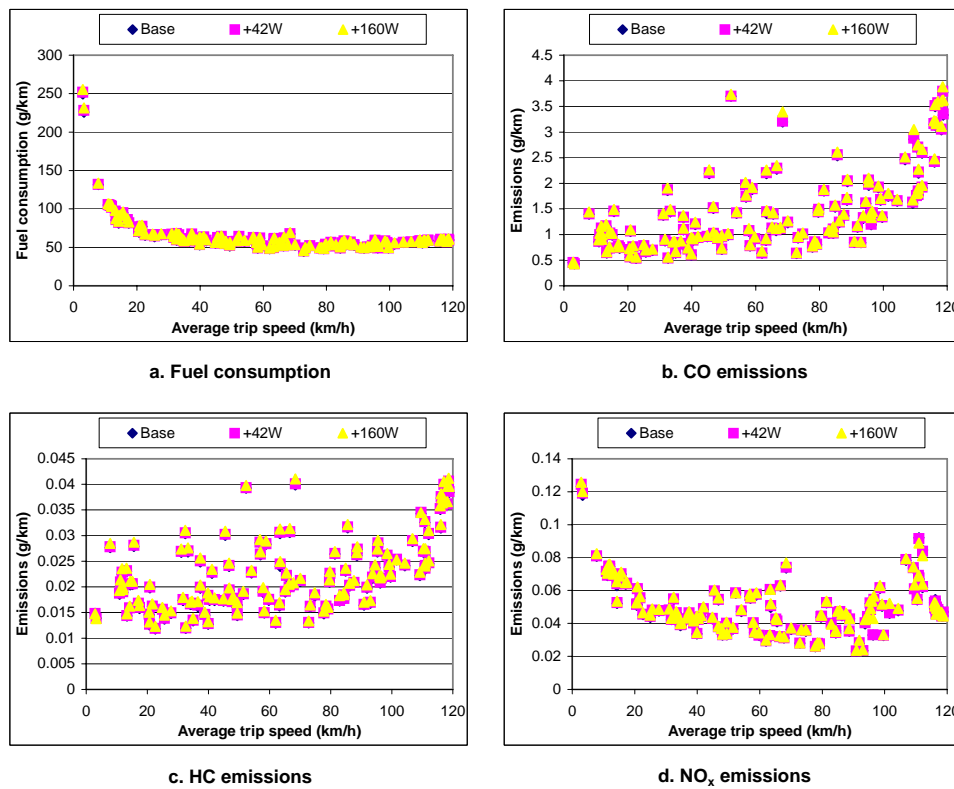 Base +42W +160W
300
250
200
150
100
50
0
Fuel consumption (g/km)
0 20 40 60 80 100 120
Average trip speed (km/h)
a. Fuel consumption
Base +42W +160W
4.5
4
3.5
3
2.5
2
1.5
1
0.5
0
Emissions (g/km)
0 20 40 60 80 100 120
Average trip speed (km/h)
b. CO emissions
Base +42W +160W
0.045
0.04
0.035
0.03
0.025
0.02
0.015
0.01
0.005
0
Emissions (g/km)
0 20 40 60 80 100 120
Average trip speed (km/h)
c. HC emissions
Base +42W +160W
0.14
0.12
0.1
0.08
0.06
0.04
0.02
0
Emissions (g/km)
0 20 40 60 80 100 120
Average trip speed (km/h)
d. NOx emissions